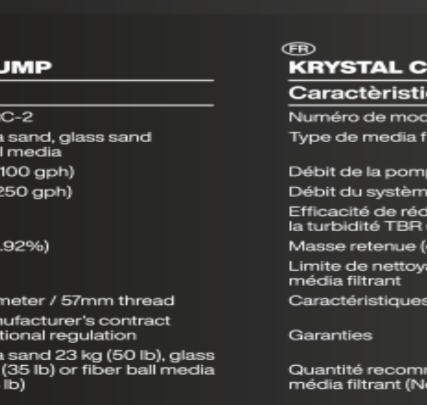 UMP
C-2
sand, glass sand
media
100 gph)
250 gph)
.92%)
meter / 57mm thread
nufacturer's contract
tional regulation
sand 23 kg (50 lb), glass
(35 lb) or fiber ball media
lb)
FR
KRYSTAL C
Caractèristi
Numéro de mod
Type de media f
Débit de la pom
Débit du systèm
Efficacité de réd
la turbidité TBR
Masse retenue (
Limite de nettoy
média filtrant
Caractéristiques
Garanties
Quantité recom
média filtrant (N